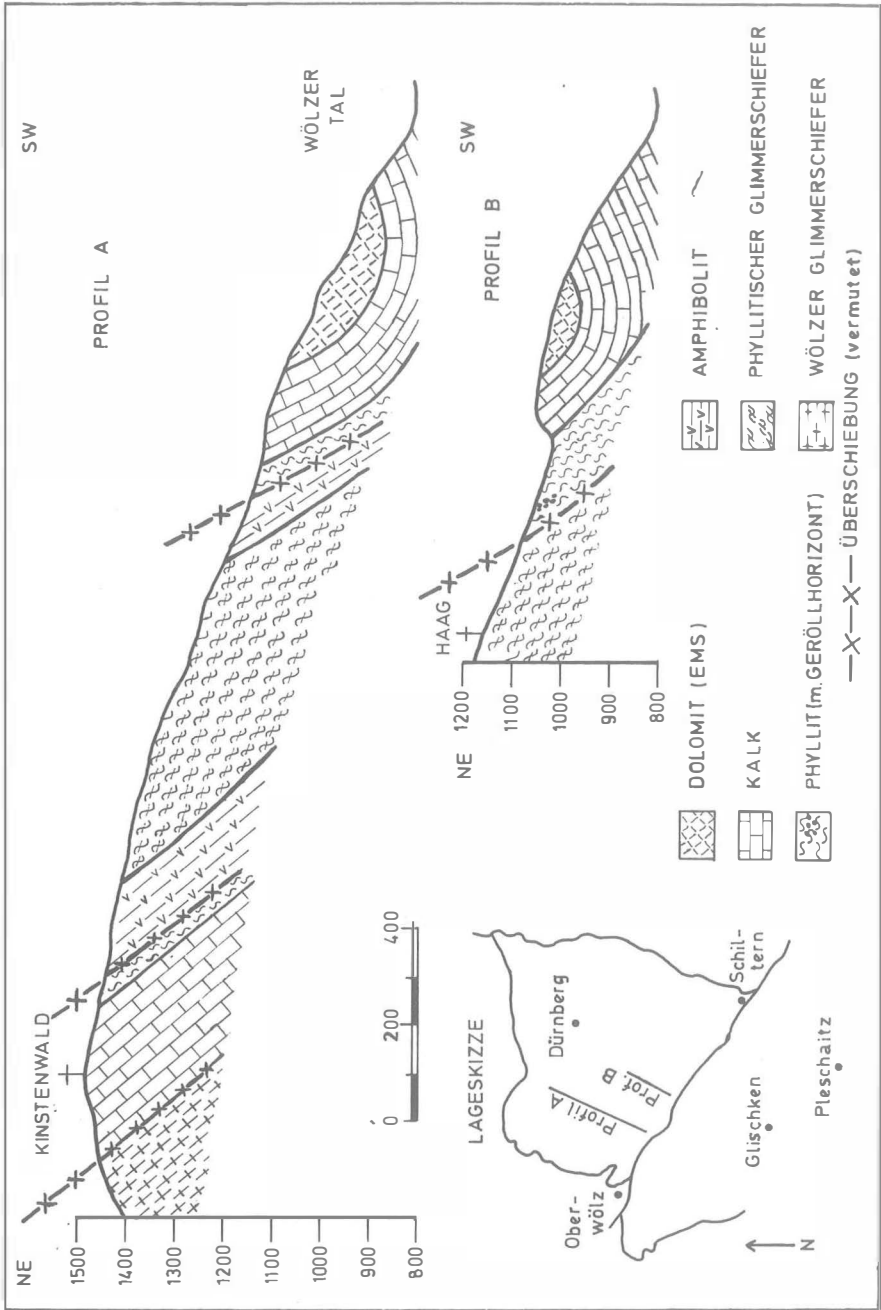 PROFIL A
NE
SW
KINSTENWALD
WÖLZER
TAL
1500
1400
1300
1200
1100
1000
900
800
0
200
400
PROFIL B
NE
SW
HAAG
1200
1100
1000
900
800
LAGESKIZZE
Ober-
wölz
Dürnberg
Profil A
Prof. B
Schil-
tern
Glischken
Pleschaitz
N
DOLOMIT (EMS)
KALK
PHYLLIT (m. GERÖLLHORIZONT)
AMPHIBOLIT
PHYLLITISCHER GLIMMERSCHIEFER
WÖLZER GLIMMERSCHIEFER
—X—X— ÜBERSCHIEBUNG (vermutet)